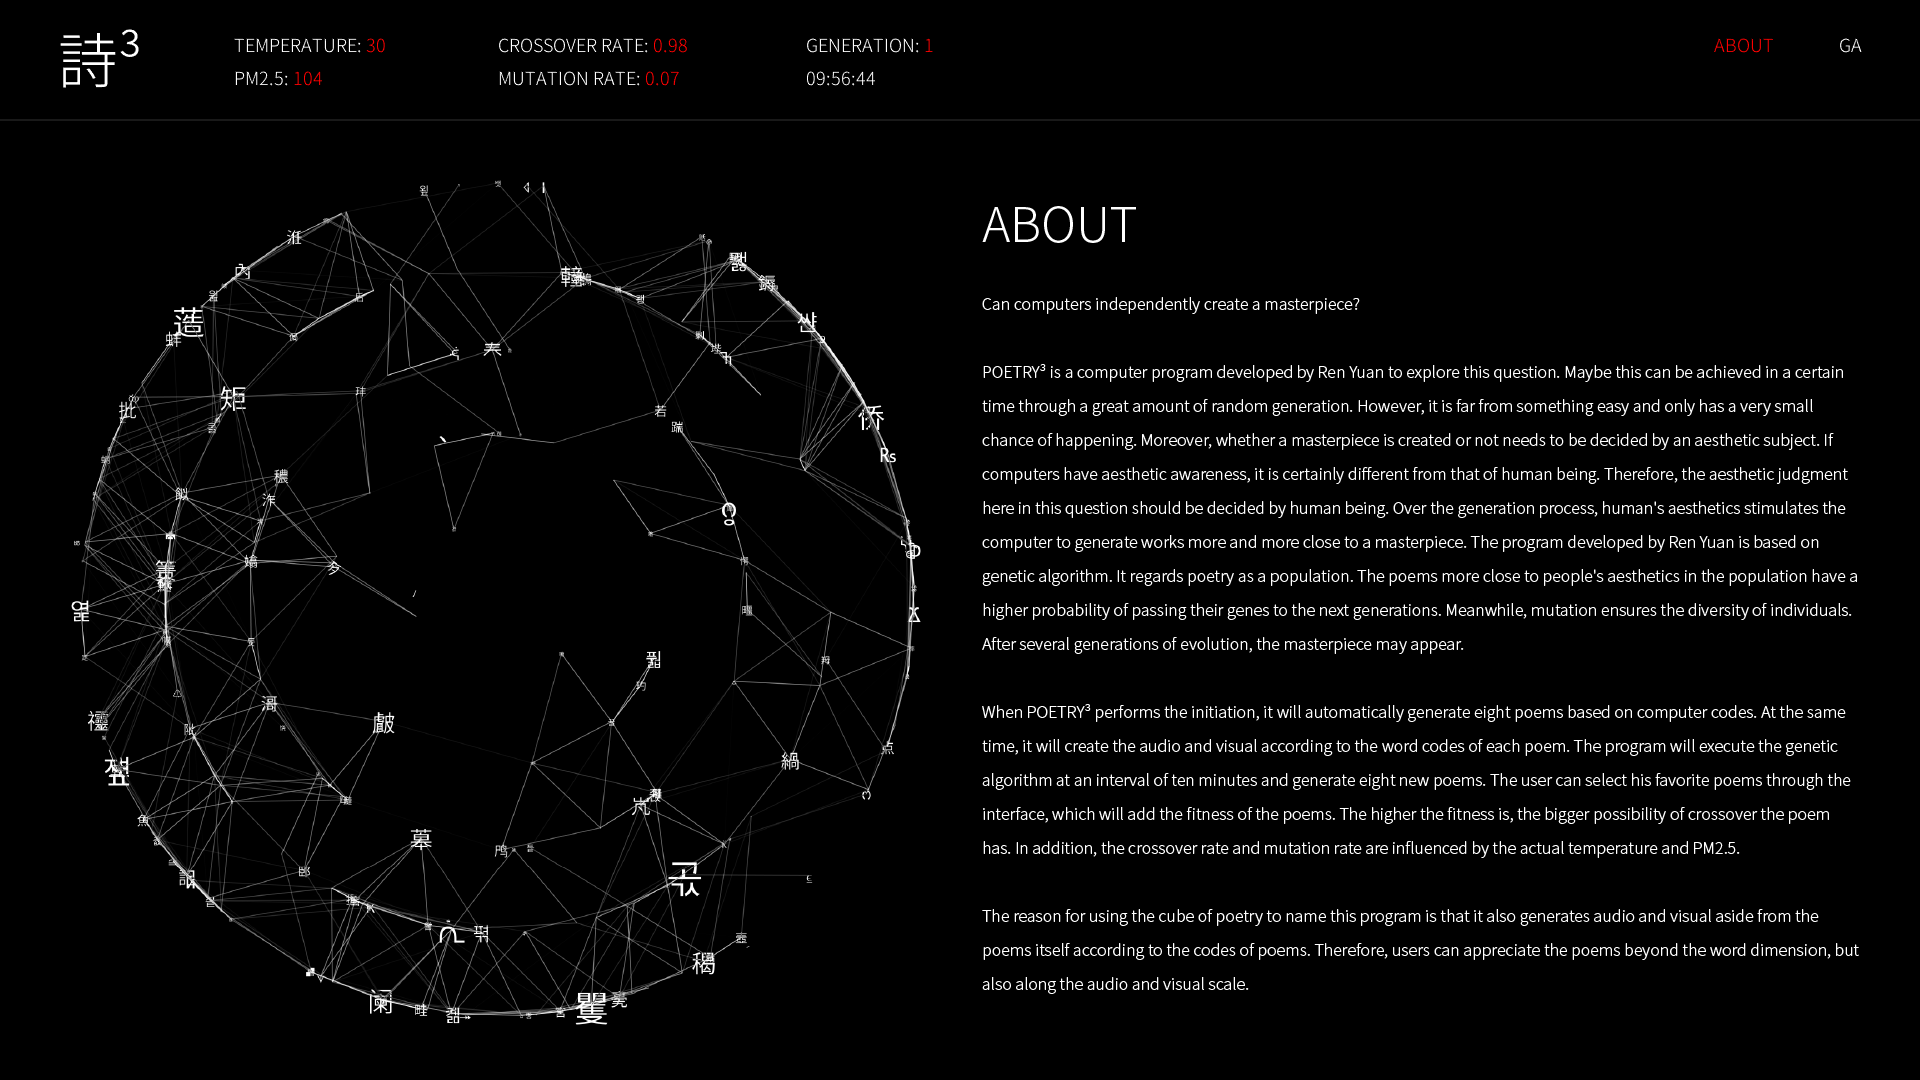 詩³
TEMPERATURE: 30
PM2.5: 104
CROSSOVER RATE: 0.98
MUTATION RATE: 0.07
GENERATION: 1
09:56:44
ABOUT
GA
矩
批
侨
Rs
若
踹
墓
阑
畦
魚
点
ABOUT
Can computers independently create a masterpiece?
POETRY³ is a computer program developed by Ren Yuan to explore this question. Maybe this can be achieved in a certain
time through a great amount of random generation. However, it is far from something easy and only has a very small
chance of happening. Moreover, whether a masterpiece is created or not needs to be decided by an aesthetic subject. If
computers have aesthetic awareness, it is certainly different from that of human being. Therefore, the aesthetic judgment
here in this question should be decided by human being. Over the generation process, human's aesthetics stimulates the
computer to generate works more and more close to a masterpiece. The program developed by Ren Yuan is based on
genetic algorithm. It regards poetry as a population. The poems more close to people's aesthetics in the population have a
higher probability of passing their genes to the next generations. Meanwhile, mutation ensures the diversity of individuals.
After several generations of evolution, the masterpiece may appear.
When POETRY³ performs the initiation, it will automatically generate eight poems based on computer codes. At the same
time, it will create the audio and visual according to the word codes of each poem. The program will execute the genetic
algorithm at an interval of ten minutes and generate eight new poems. The user can select his favorite poems through the
interface, which will add the fitness of the poems. The higher the fitness is, the bigger possibility of crossover the poem
has. In addition, the crossover rate and mutation rate are influenced by the actual temperature and PM2.5.
The reason for using the cube of poetry to name this program is that it also generates audio and visual aside from the
poems itself according to the codes of poems. Therefore, users can appreciate the poems beyond the word dimension, but
also along the audio and visual scale.